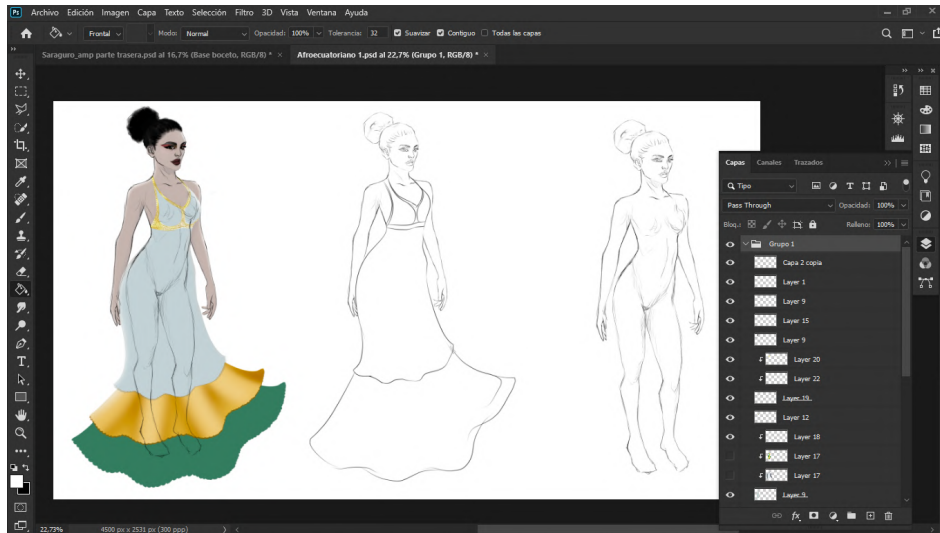 Ps Archivo Edición Imagen Capa Texto Selección Filtro 3D Vista Ventana Ayuda
Frontal Modo: Normal Opacidad: 100% Tolerancia: 32 Suavizar Contiguo Todas las capas
Saraguro_amp parte trasera.psd al 16,7% (Base boceto, RGB/8) * × Afroecuatoriano 1.psd al 22,7% (Grupo 1, RGB/8) * ×
Capas Canales Trazados
Tipo
Pass Through Opacidad: 100%
Bloq.: Relleno: 100%
Grupo 1
Capa 2 copia
Layer 1
Layer 9
Layer 15
Layer 9
Layer 20
Layer 22
Layer 19
Layer 12
Layer 18
Layer 17
Layer 17
Layer 9
fx
22,73% 4500 px x 2531 px (300 ppp)